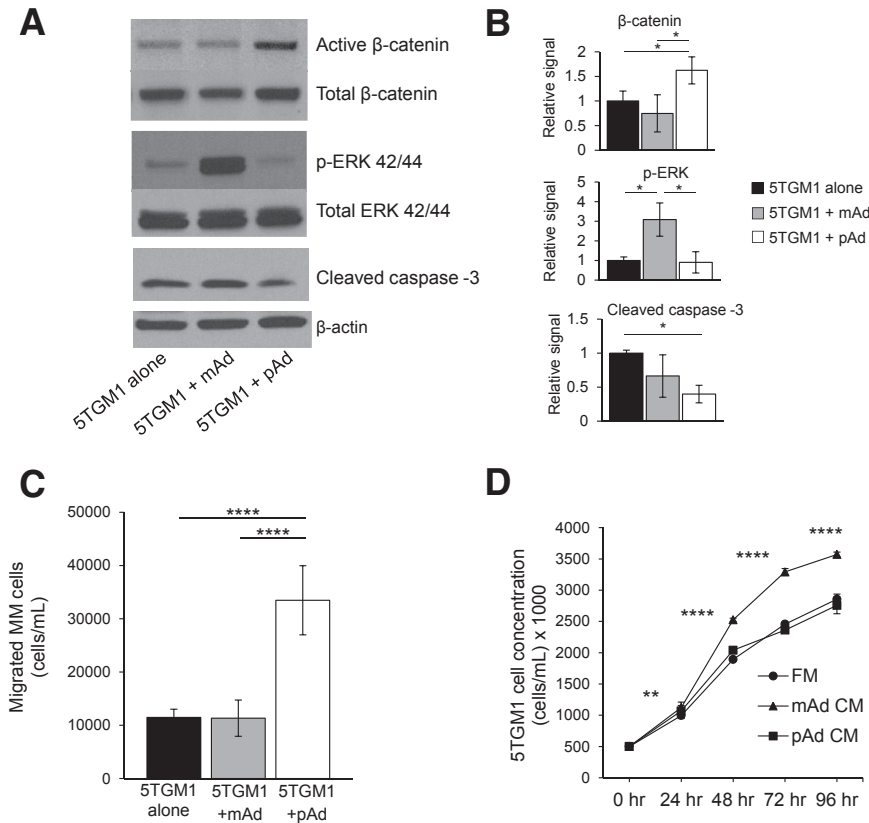 A
Active β-catenin
Total β-catenin
p-ERK 42/44
Total ERK 42/44
Cleaved caspase -3
β-actin
5TGM1 alone
5TGM1 + mAd
5TGM1 + pAd
B
β-catenin
Relative signal
2
1.5
1
0.5
0
*
*
p-ERK
Relative signal
5
4
3
2
1
0
*
*
Cleaved caspase -3
Relative signal
1.5
1
0.5
0
*
5TGM1 alone
5TGM1 + mAd
5TGM1 + pAd
C
Migrated MM cells
(cells/mL)
50000
40000
30000
20000
10000
0
****
****
5TGM1
alone
5TGM1
+mAd
5TGM1
+pAd
D
5TGM1 cell concentration
(cells/mL) x 1000
4000
3500
3000
2500
2000
1500
1000
500
0
**
****
****
****
FM
mAd CM
pAd CM
0 hr
24 hr
48 hr
72 hr
96 hr